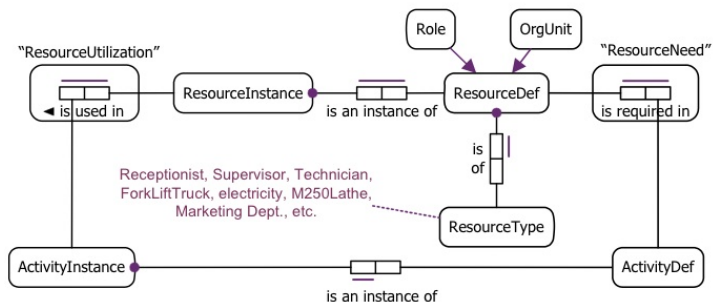 Role
OrgUnit
“ResourceUtilization”
“ResourceNeed”
ResourceInstance
ResourceDef
◄ is used in
is an instance of
is required in
is
of
Receptionist, Supervisor, Technician,
ForkLiftTruck, electricity, M250Lathe,
Marketing Dept., etc.
ResourceType
ActivityInstance
ActivityDef
is an instance of